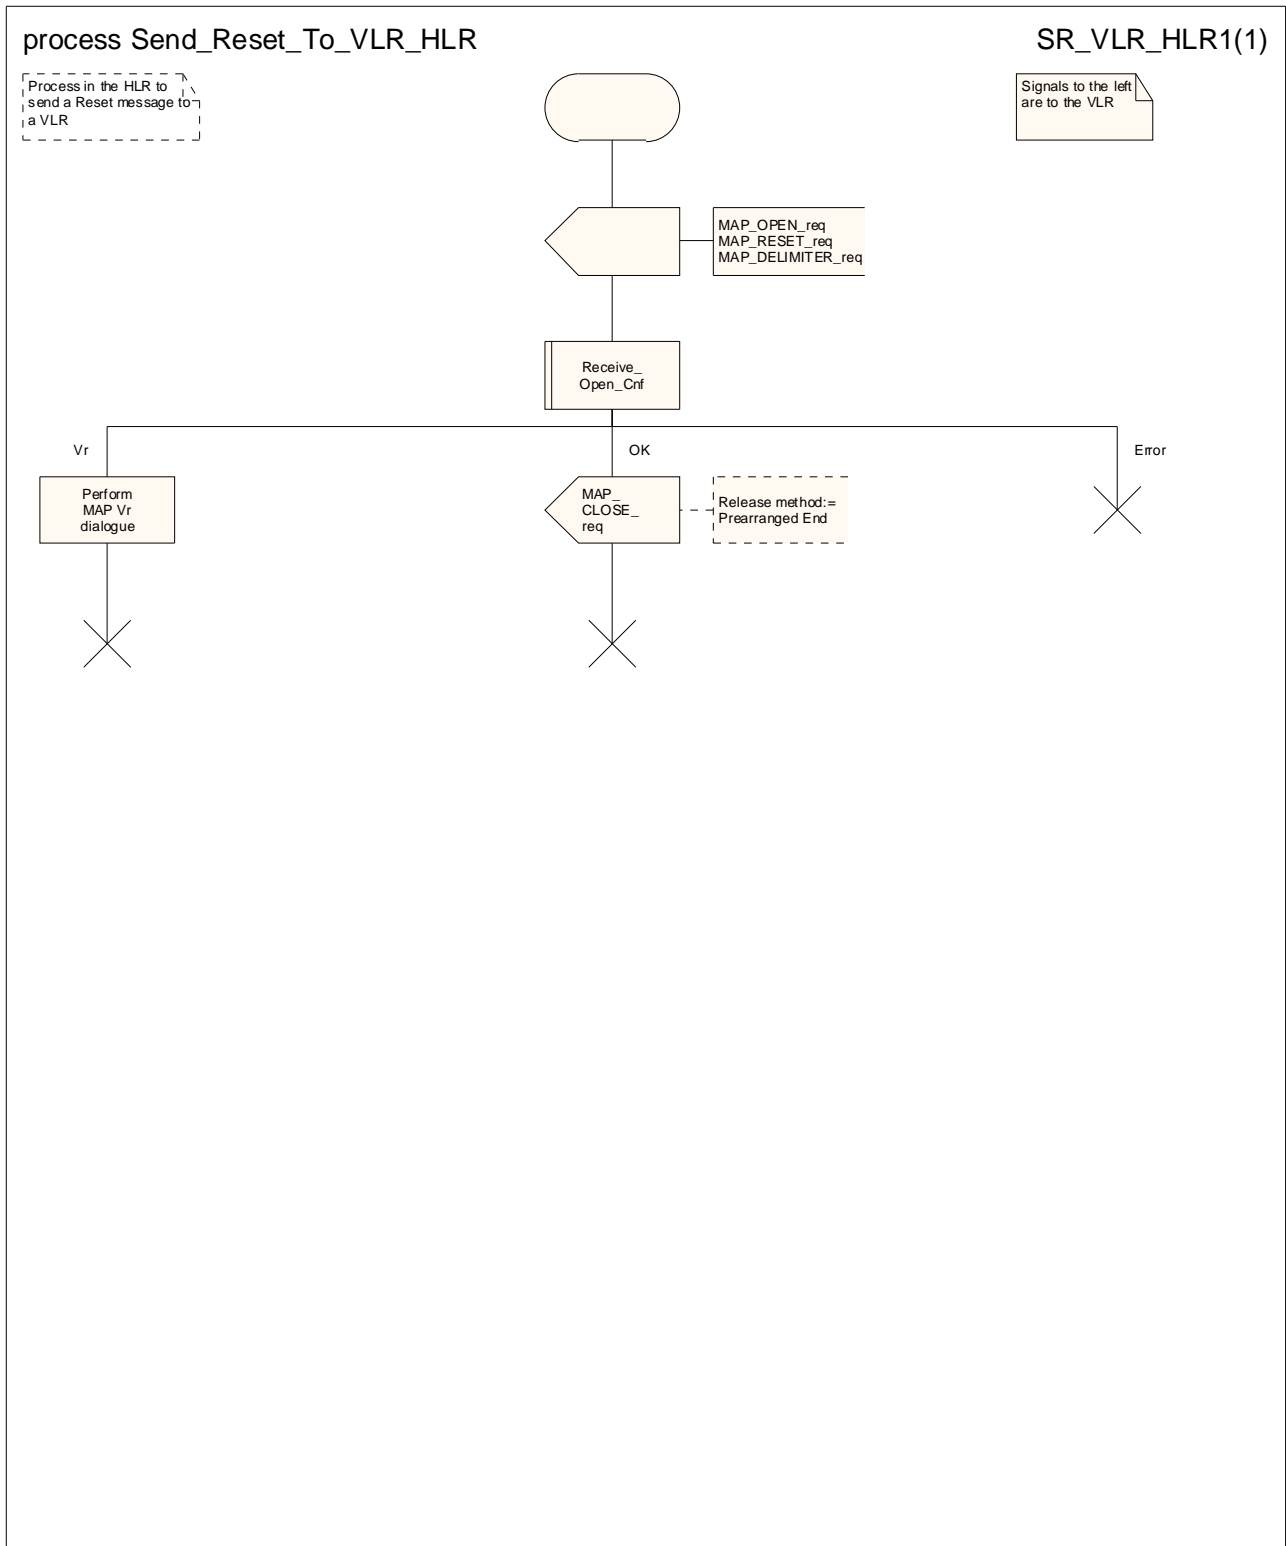 process Send_Reset_To_VLR_HLR
SR_VLR_HLR1(1)
Process in the HLR to
send a Reset message to
a VLR
Signals to the left
are to the VLR
MAP_OPEN_req
MAP_RESET_req
MAP_DELIMITER_req
Receive_
Open_Cnf
Vr
OK
Error
Perform
MAP Vr
dialogue
MAP_
CLOSE_
req
Release method:=
Prearranged End